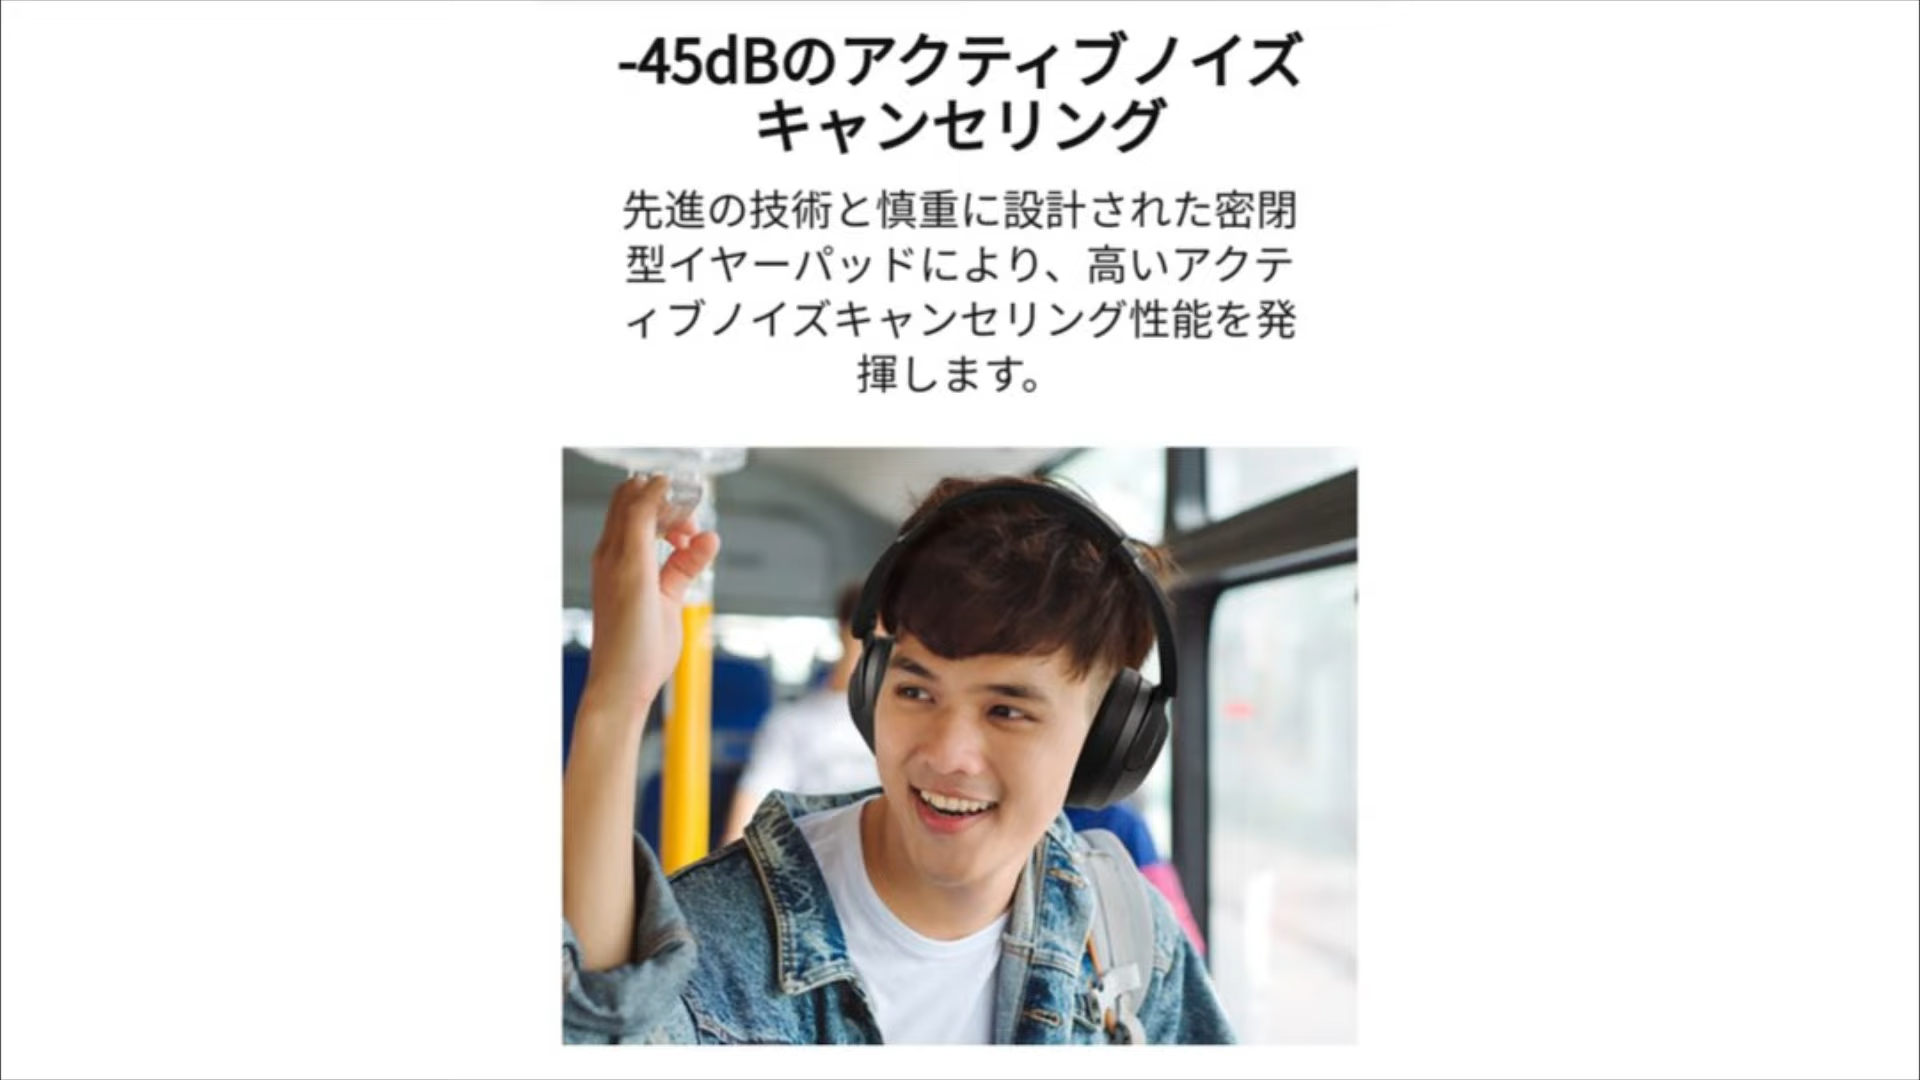 -45dBのアクティブノイズ
キャンセリング
先進の技術と慎重に設計された密閉
型イヤーパッドにより、高いアクテ
ィブノイズキャンセリング性能を発
揮します。